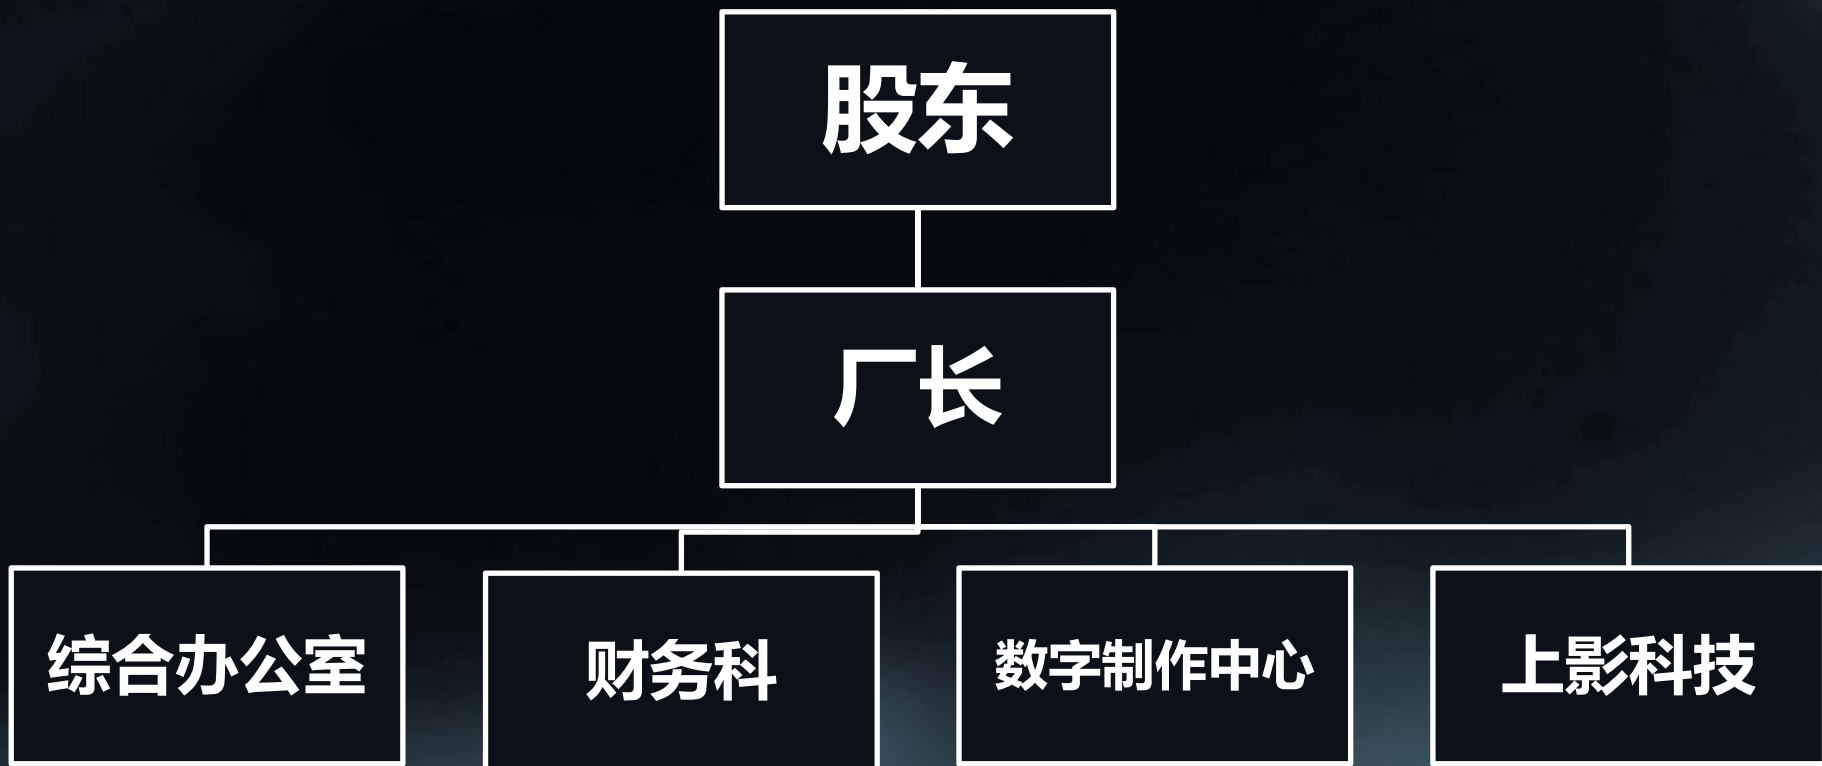 股东
厂长
综合办公室
财务科
数字制作中心
上影科技